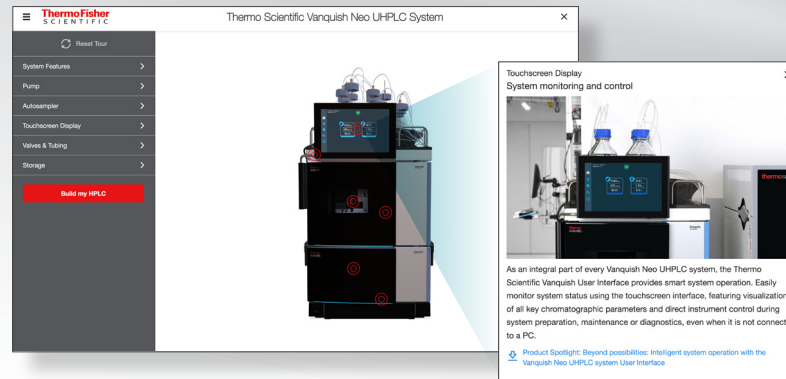 ThermoFisher
SCIENTIFIC
Thermo Scientific Vanquish Neo UHPLC System
Reset Tour
System Features
Pump
Autosampler
Touchscreen Display
Valves & Tubing
Storage
Build my HPLC
Touchscreen Display
System monitoring and control
As an integral part of every Vanquish Neo UHPLC system, the Thermo
Scientific Vanquish User Interface provides smart system operation. Easily
monitor system status using the touchscreen interface, featuring visualization
of all key chromatographic parameters and direct instrument control during
system preparation, maintenance or diagnostics, even when it is not connect
to a PC.
Product Spotlight: Beyond possibilities: Intelligent system operation with the
Vanquish Neo UHPLC system User Interface